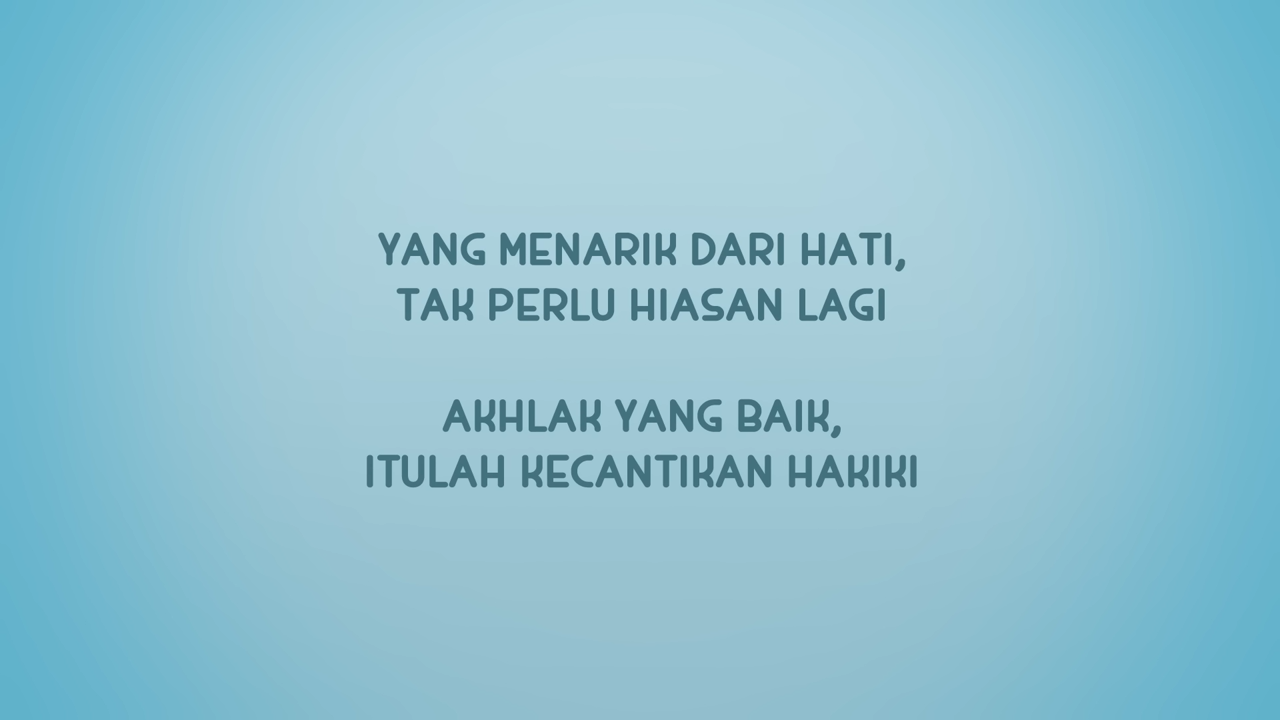 YANG MENARIK DARI HATI,
TAK PERLU HIASAN LAGI
AKHLAK YANG BAIK,
ITULAH KECANTIKAN HAKIKI